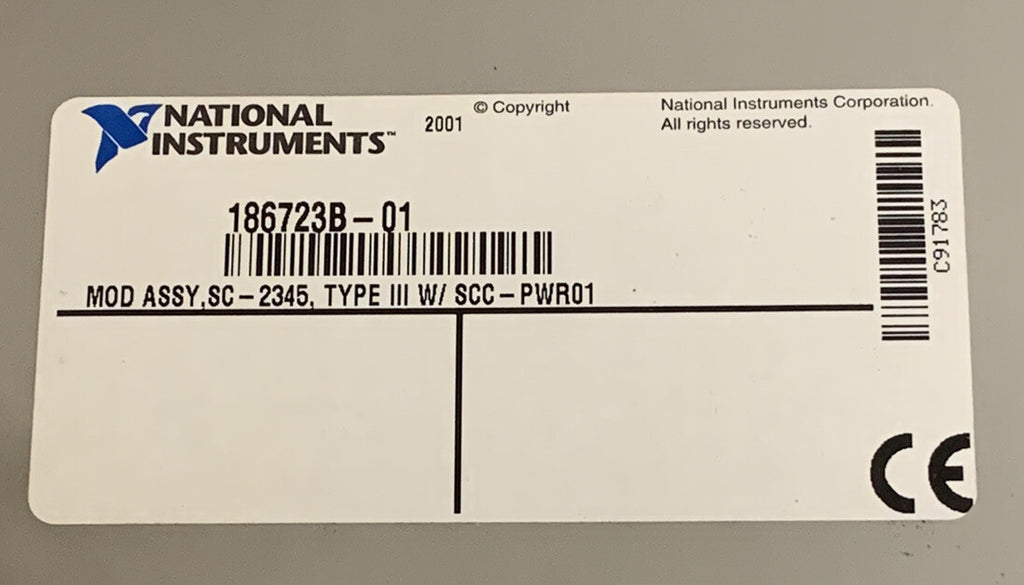 NATIONAL
INSTRUMENTS™
2001
© Copyright
National Instruments Corporation.
All rights reserved.
186723B-01
MOD ASSY,SC-2345, TYPE III W/ SCC-PWR01
C91783
CE